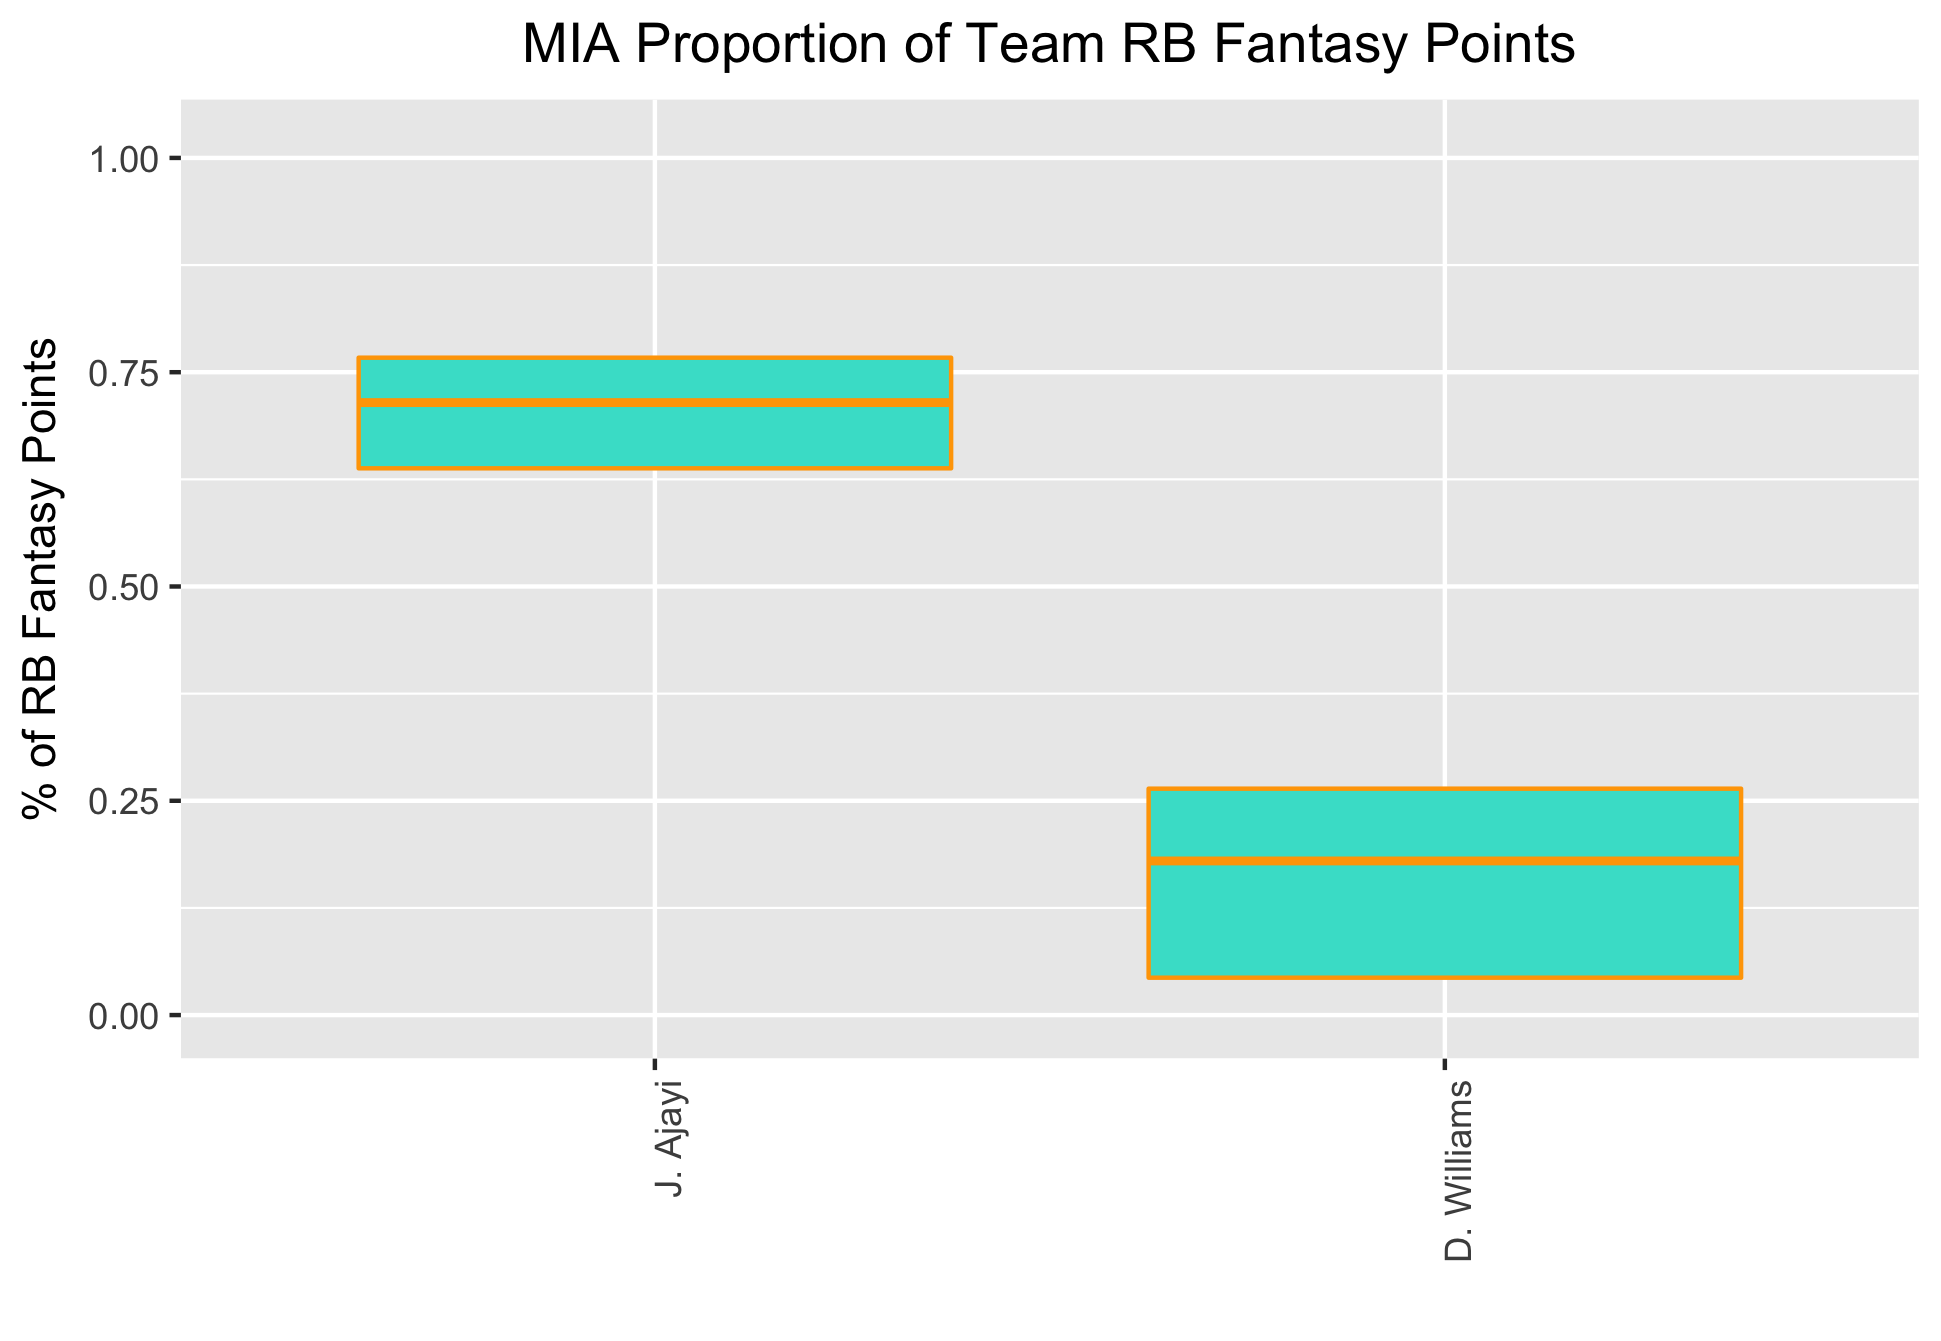 MIA Proportion of Team RB Fantasy Points
% of RB Fantasy Points
1.00
0.75
0.50
0.25
0.00
J. Ajayi
D. Williams